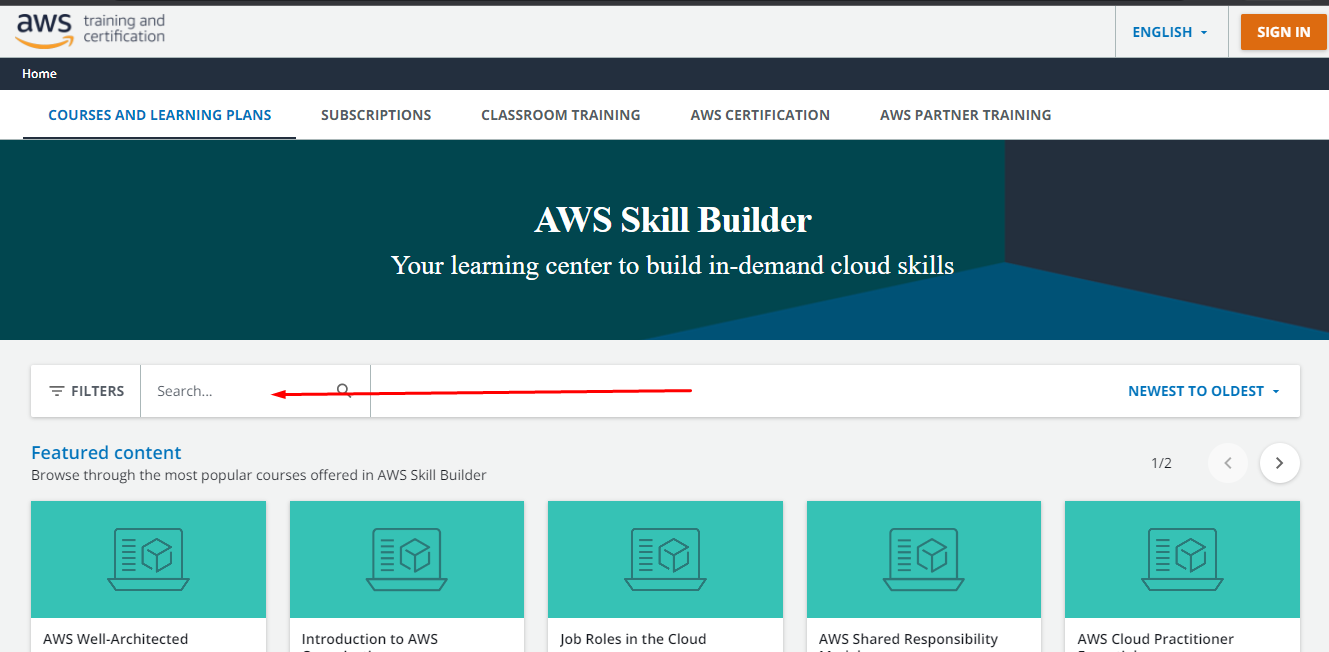 aws training and
certification
ENGLISH
SIGN IN
Home
COURSES AND LEARNING PLANS
SUBSCRIPTIONS
CLASSROOM TRAINING
AWS CERTIFICATION
AWS PARTNER TRAINING
AWS Skill Builder
Your learning center to build in-demand cloud skills
FILTERS
Search...
NEWEST TO OLDEST
Featured content
Browse through the most popular courses offered in AWS Skill Builder
1/2
AWS Well-Architected
Introduction to AWS
Job Roles in the Cloud
AWS Shared Responsibility
AWS Cloud Practitioner